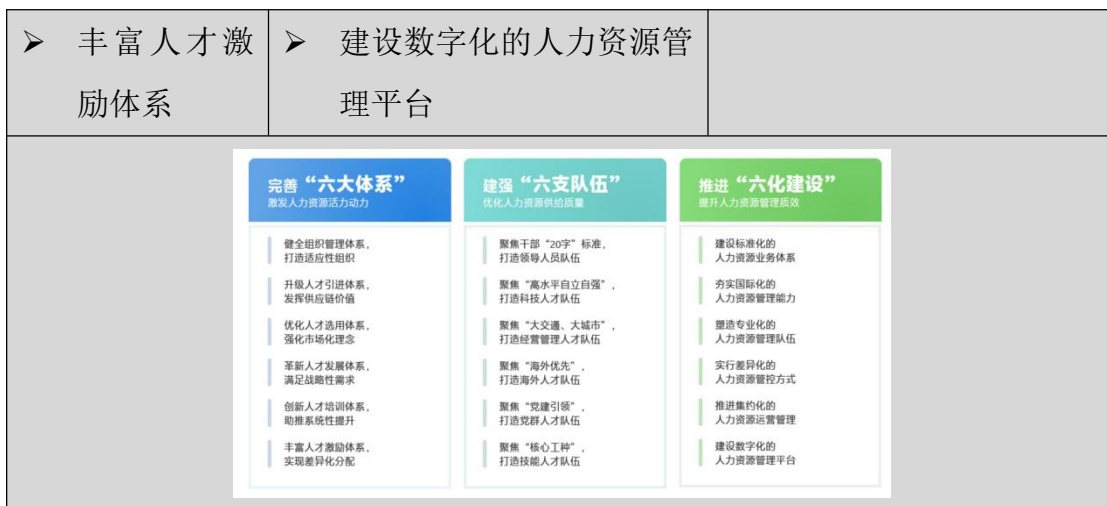 ➢ 丰富人才激
励体系
➢ 建设数字化的人力资源管
理平台
完善“六大体系”
激发人力资源活力动力
健全组织管理体系，
打造适应性组织
升级人才引进体系，
发挥供应链价值
优化人才选用体系，
强化市场化理念
革新人才发展体系，
满足战略性需求
创新人才培训体系，
助推系统性提升
丰富人才激励体系，
实现差异化分配
建强“六支队伍”
优化人力资源供给质量
聚焦干部“20字”标准，
打造领导人员队伍
聚焦“高水平自立自强”，
打造科技人才队伍
聚焦“大交通、大城市”，
打造经营管理人才队伍
聚焦“海外优先”，
打造海外人才队伍
聚焦“党建引领”，
打造党群人才队伍
聚焦“核心工种”，
打造技能人才队伍
推进“六化建设”
提升人力资源管理质效
建设标准化的
人力资源业务体系
夯实国际化的
人力资源管理能力
塑造专业化的
人力资源管理队伍
实行差异化的
人力资源管控方式
推进集约化的
人力资源运营管理
建设数字化的
人力资源管理平台